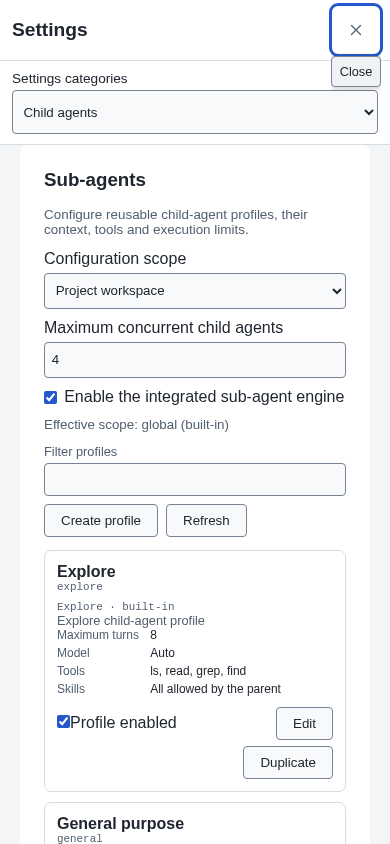 Settings
Close
Settings categories
Child agents
Sub-agents
Configure reusable child-agent profiles, their
context, tools and execution limits.
Configuration scope
Project workspace
Maximum concurrent child agents
4
Enable the integrated sub-agent engine
Effective scope: global (built-in)
Filter profiles
Create profile Refresh
Explore
explore
Explore · built-in
Explore child-agent profile
Maximum turns 8
Model Auto
Tools ls, read, grep, find
Skills All allowed by the parent
Profile enabled Edit
Duplicate
General purpose
general